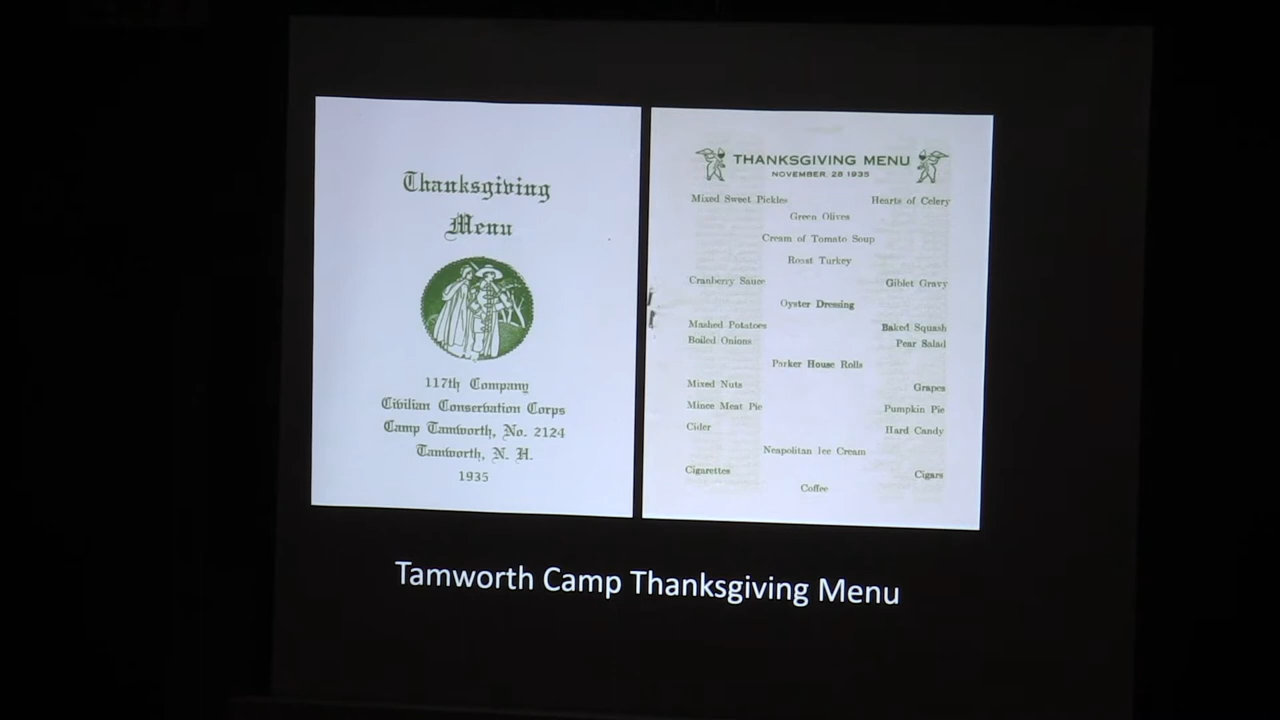 Thanksgiving
Menu
117th Company
Civilian Conservation Corps
Camp Tamworth, No. 2124
Tamworth, N. H.
1935
THANKSGIVING MENU
NOVEMBER, 28 1935
Mixed Sweet Pickles
Hearts of Celery
Green Olives
Cream of Tomato Soup
Roast Turkey
Cranberry Sauce
Giblet Gravy
Oyster Dressing
Mashed Potatoes
Baked Squash
Boiled Onions
Pear Salad
Parker House Rolls
Mixed Nuts
Grapes
Mince Meat Pie
Pumpkin Pie
Cider
Hard Candy
Neapolitan Ice Cream
Cigarettes
Cigars
Coffee
Tamworth Camp Thanksgiving Menu